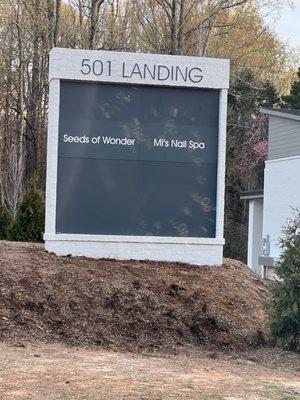 501 LANDING
Seeds of Wonder MI's Nail Spa